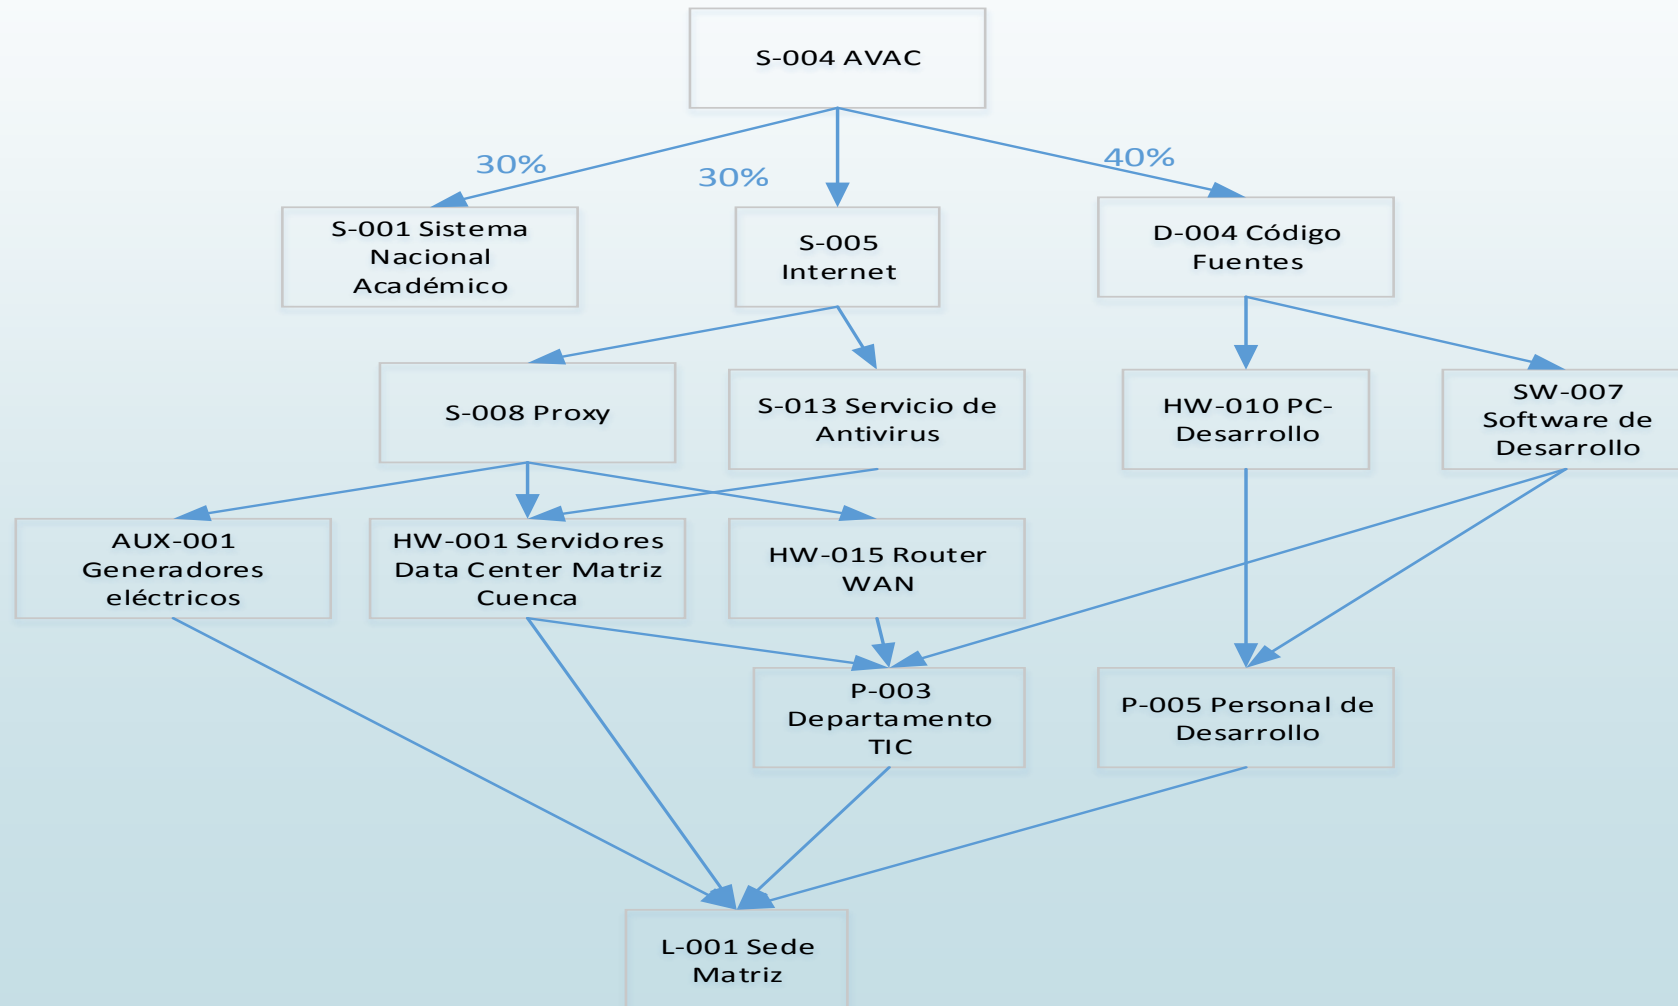 S-004 AVAC
30%
30%
40%
S-001 Sistema
Nacional
Académico
S-005
Internet
D-004 Código
Fuentes
S-008 Proxy
S-013 Servicio de
Antivirus
HW-010 PC-
Desarrollo
SW-007
Software de
Desarrollo
AUX-001
Generadores
eléctricos
HW-001 Servidores
Data Center Matriz
Cuenca
HW-015 Router
WAN
P-003
Departamento
TIC
P-005 Personal de
Desarrollo
L-001 Sede
Matriz